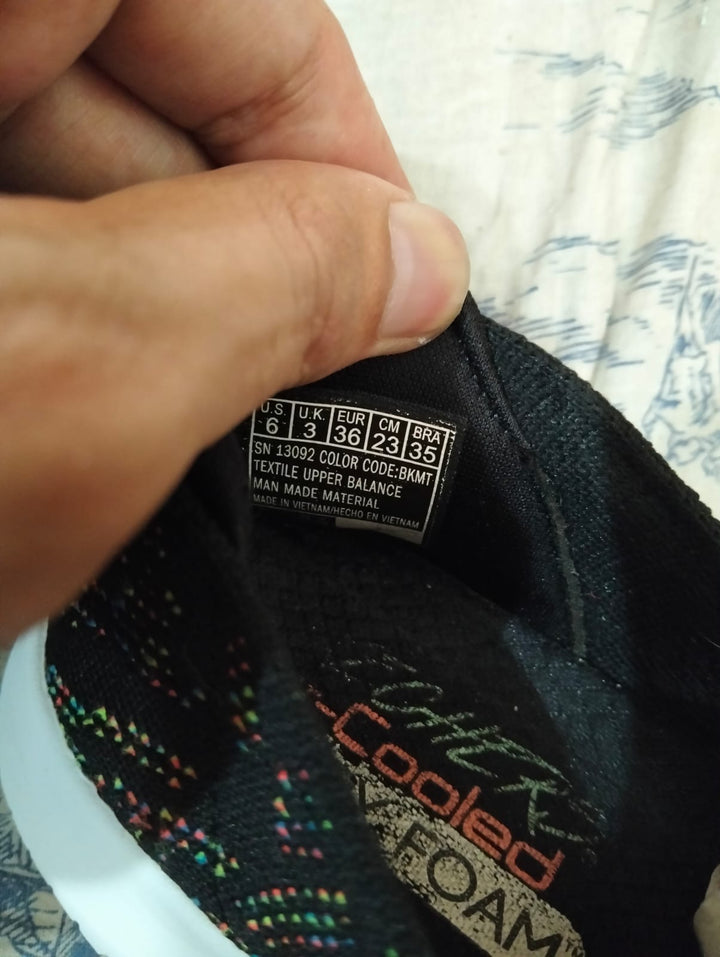 U.S. U.K. EUR CM BRA
6 3 36 23 35
SN 13092 COLOR CODE:BKMT
TEXTILE UPPER BALANCE
MAN MADE MATERIAL
MADE IN VIETNAM/HECHO EN VIETNAM
-Cooled
FOAM™